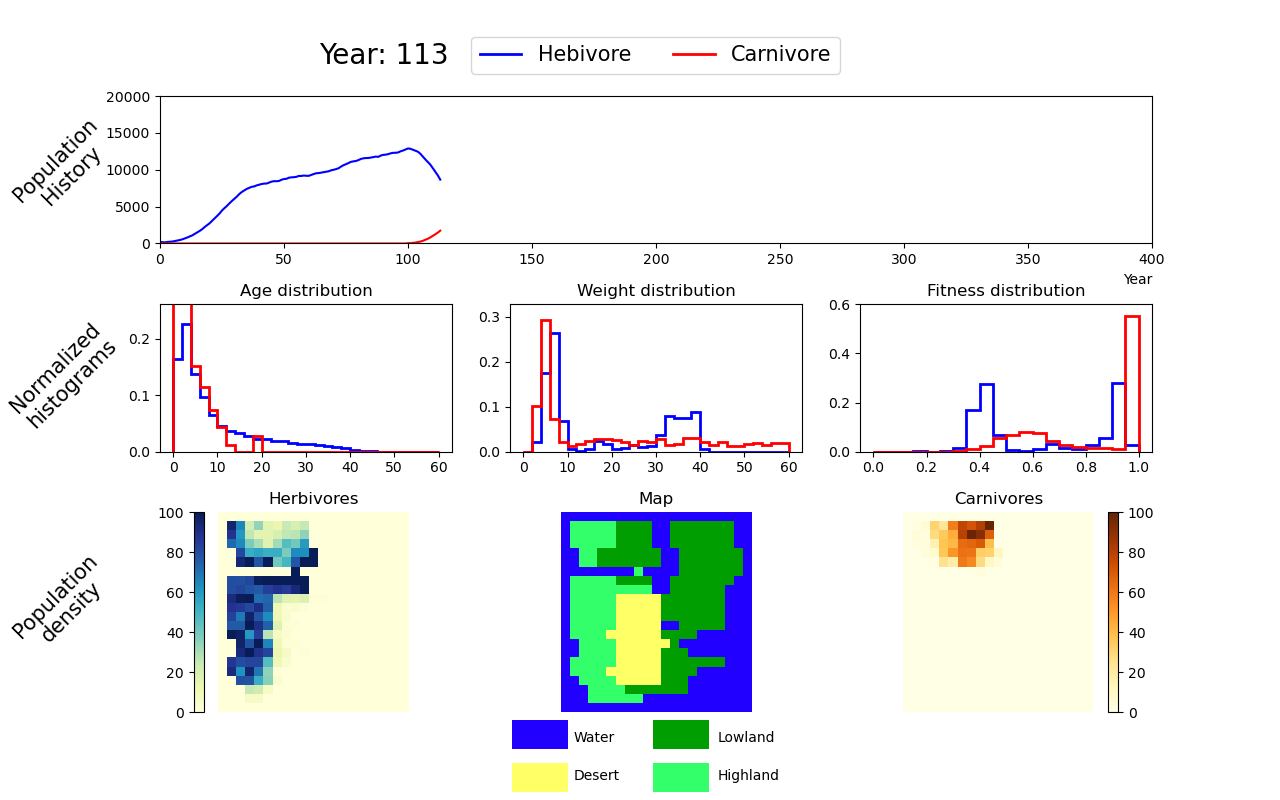 Year: 113
Hebivore
Carnivore
Population
History
20000
15000
10000
5000
0
0 50 100 150 200 250 300 350 400
Year
Normalized
histograms
Age distribution
0.2
0.1
0.0
0 10 20 30 40 50 60
Weight distribution
0.3
0.2
0.1
0.0
0 10 20 30 40 50 60
Fitness distribution
0.6
0.4
0.2
0.0
0.0 0.2 0.4 0.6 0.8 1.0
Population
density
Herbivores
100
80
60
40
20
0
Map
Carnivores
100
80
60
40
20
0
Water
Lowland
Desert
Highland